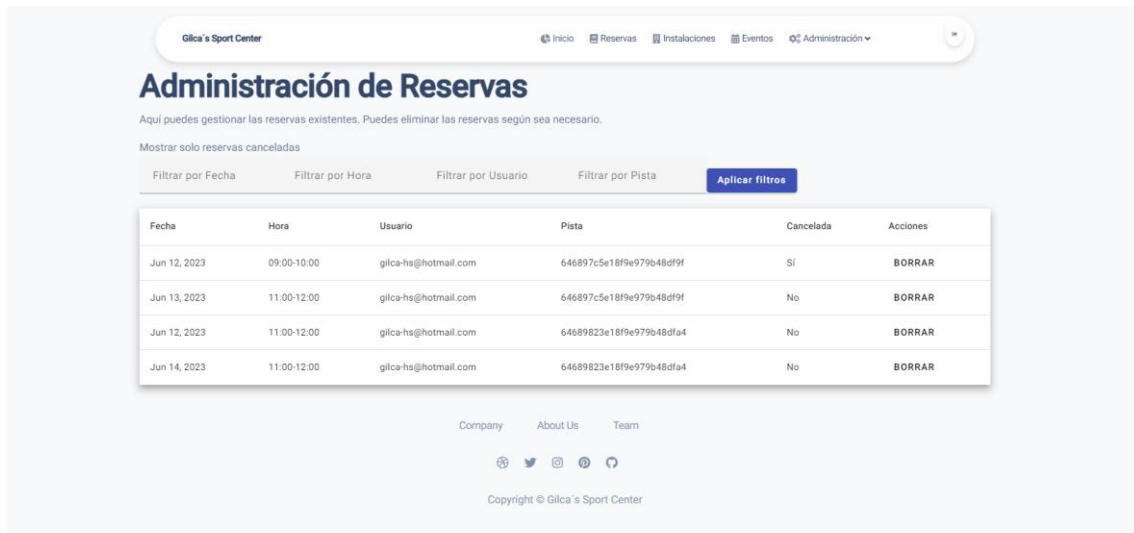 Gilca´s Sport Center Inicio Reservas Instalaciones Eventos Administración
Administración de Reservas
Aquí puedes gestionar las reservas existentes. Puedes eliminar las reservas según sea necesario.
Mostrar solo reservas canceladas
Filtrar por Fecha Filtrar por Hora Filtrar por Usuario Filtrar por Pista Aplicar filtros
Fecha Hora Usuario Pista Cancelada Acciones
Jun 12, 2023 09:00-10:00 gilca-hs@hotmail.com 646897c5e18f9e979b48df9f Sí BORRAR
Jun 13, 2023 11:00-12:00 gilca-hs@hotmail.com 646897c5e18f9e979b48df9f No BORRAR
Jun 12, 2023 11:00-12:00 gilca-hs@hotmail.com 64689823e18f9e979b48dfa4 No BORRAR
Jun 14, 2023 11:00-12:00 gilca-hs@hotmail.com 64689823e18f9e979b48dfa4 No BORRAR
Company About Us Team
Copyright © Gilca´s Sport Center